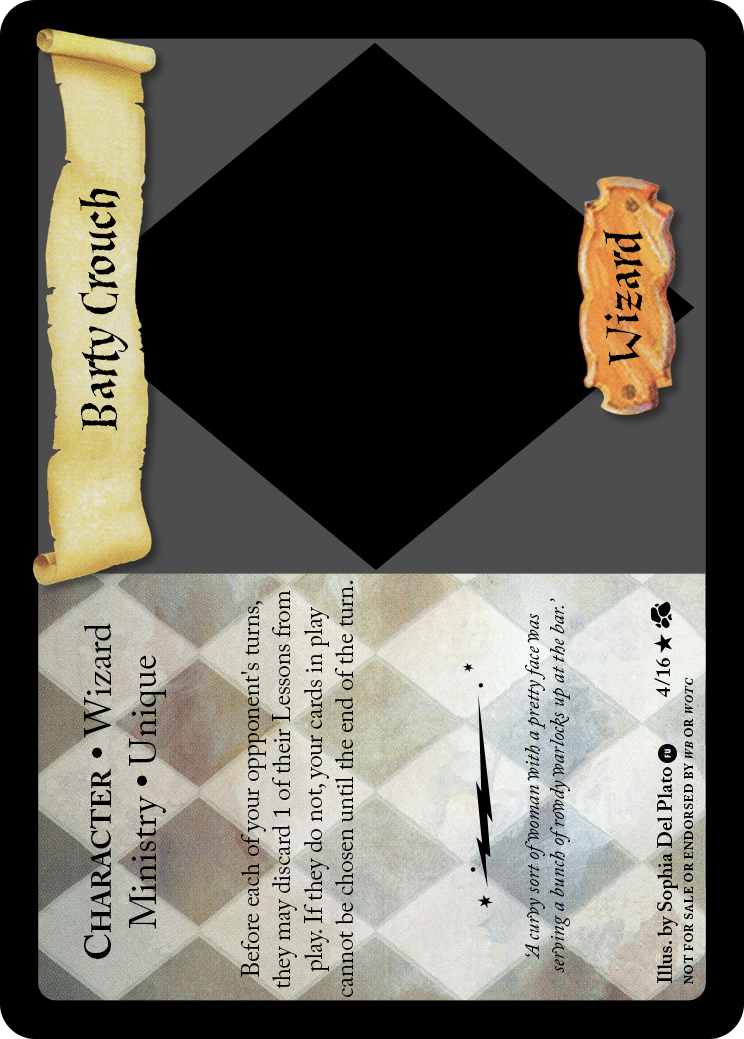 Barty Crouch
Wizard
CHARACTER • Wizard
Ministry • Unique
Before each of your oppponent's turns,
they may discard 1 of their Lessons from
play. If they do not, your cards in play
cannot be chosen until the end of the turn.
'A curvy sort of woman with a pretty face was
serving a bunch of rowdy warlocks up at the bar.'
Illus. by Sophia Del Plato FU 4/16 ★
NOT FOR SALE OR ENDORSED BY WB OR WOTC